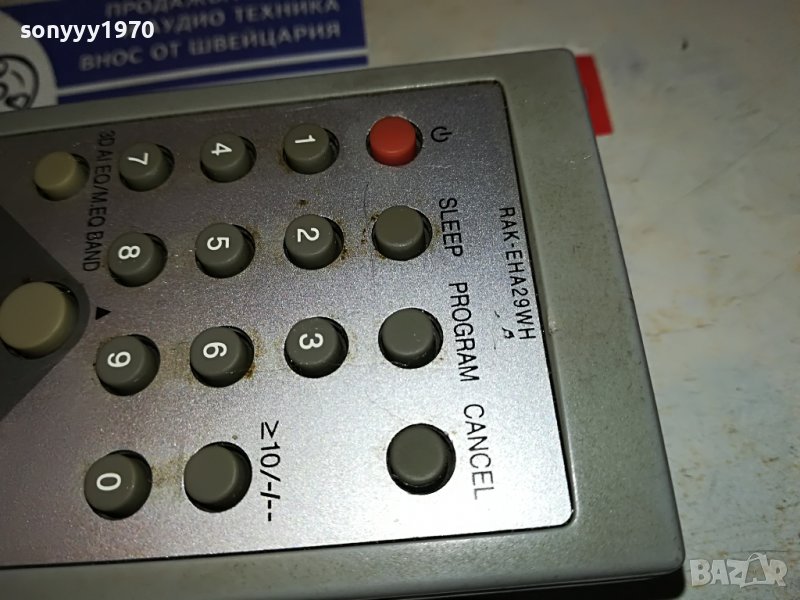 sonyyy1970
ПРОДАЖБА
АУДИО ТЕХНИКА
ВНОС ОТ ШВЕЙЦАРИЯ
RAK-EHA29WH
SLEEP
PROGRAM
CANCEL
1
2
3
4
5
6
≥10/-/--
7
8
9
0
3D AI EQ/M.EQ BAND
BAZAR